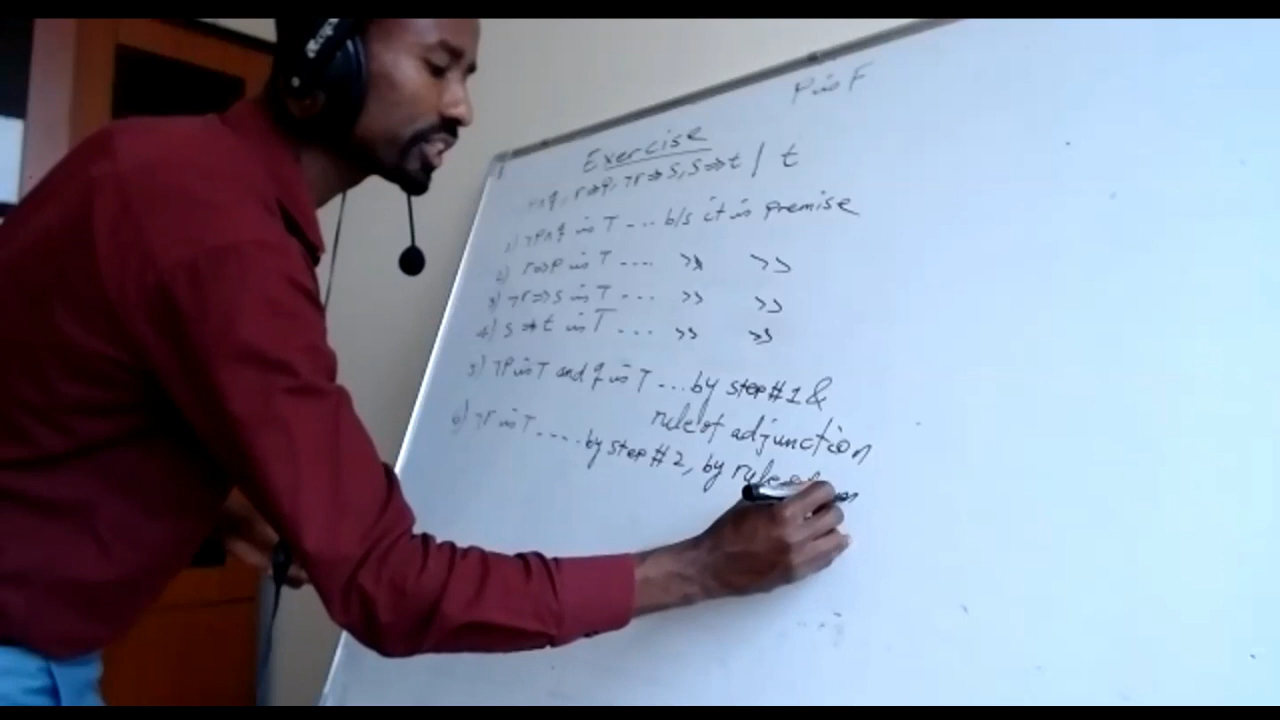 P is F
Exercise
r⇒p, ¬r⇒s, s⇒t / t
1) ¬P∧q is T ... b/s it is premise
2) r⇒P is T .... >> >>
3) ¬r⇒s is T ... >> >>
4) s⇒t is T ... >> >>
5) ¬P is T and q is T ... by step #1 &
rule of adjunction
6) ¬r is T ..... by step #2, by rule of